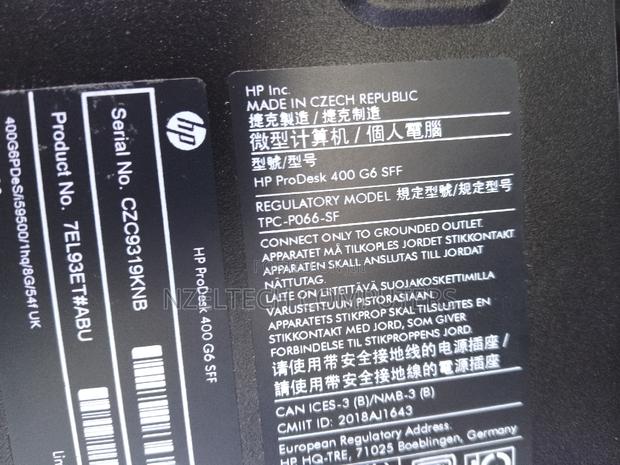 HP Inc.
MADE IN CZECH REPUBLIC
捷克製造 / 捷克制造
微型计算机 / 個人電腦
型號/型号
HP ProDesk 400 G6 SFF
REGULATORY MODEL 規定型號/规定型号
TPC-P066-SF
CONNECT ONLY TO GROUNDED OUTLET.
APPARATET MÅ TILKOPLES JORDET STIKKONTAKT
APPARATEN SKALL ANSLUTAS TILL JORDAT
NÄTTUTAG.
LAITE ON LIITETTÄVÄ SUOJAKOSKETTIMILLA
VARUSTETTUUN PISTORASIAAN.
APPARATETS STIKPROP SKAL TILSLUTTES EN
STIKKONTAKT MED JORD, SOM GIVER
FORBINDELSE TIL STIKPROPPENS JORD.
请使用带安全接地线的电源插座/
請使用帶安全接地線的電源插座
CAN ICES-3 (B)/NMB-3 (B)
CMIIT ID: 2018AJ1643
European Regulatory Address.
HP HQ-TRE, 71025 Boeblingen, Germany
hp
HP ProDesk 400 G6 SFF
Serial No. CZC9319KNB
Product No. 7EL93ET#ABU
400G6PDeS/i59500/1hq/8G/54f UK